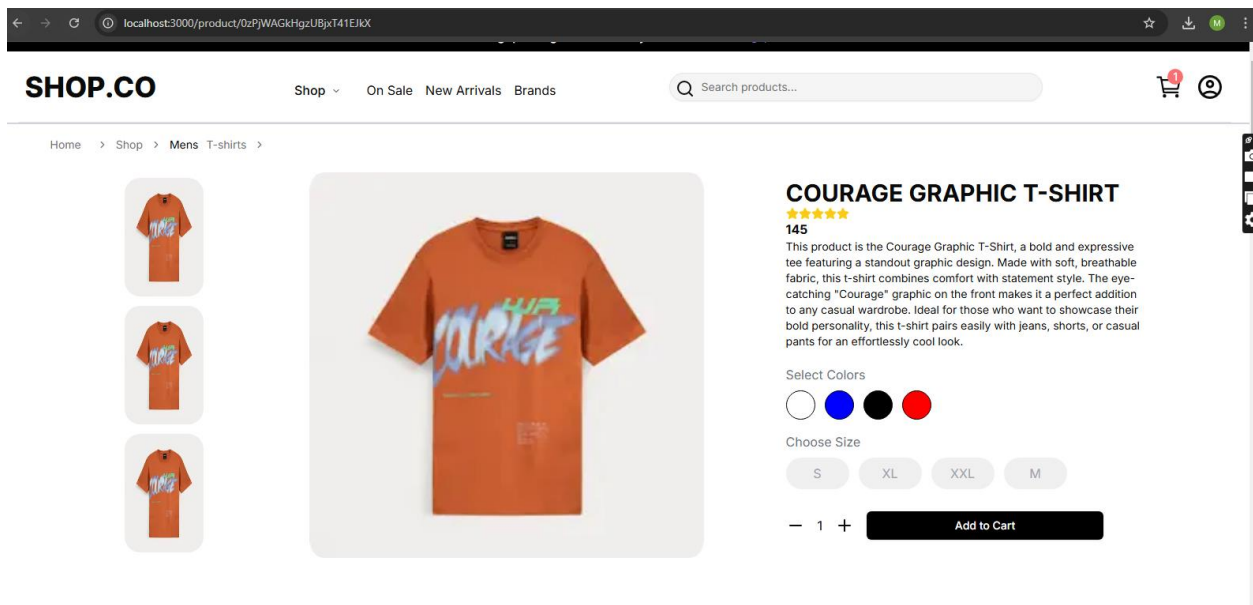 localhost:3000/product/0zPjWAGkHgzUBjxT41EJkX
M
SHOP.CO
Shop
On Sale
New Arrivals
Brands
Search products...
1
Home > Shop > Mens T-shirts >
COURAGE GRAPHIC T-SHIRT
145
This product is the Courage Graphic T-Shirt, a bold and expressive
tee featuring a standout graphic design. Made with soft, breathable
fabric, this t-shirt combines comfort with statement style. The eye-
catching "Courage" graphic on the front makes it a perfect addition
to any casual wardrobe. Ideal for those who want to showcase their
bold personality, this t-shirt pairs easily with jeans, shorts, or casual
pants for an effortlessly cool look.
Select Colors
Choose Size
S
XL
XXL
M
1
Add to Cart
COURAGE